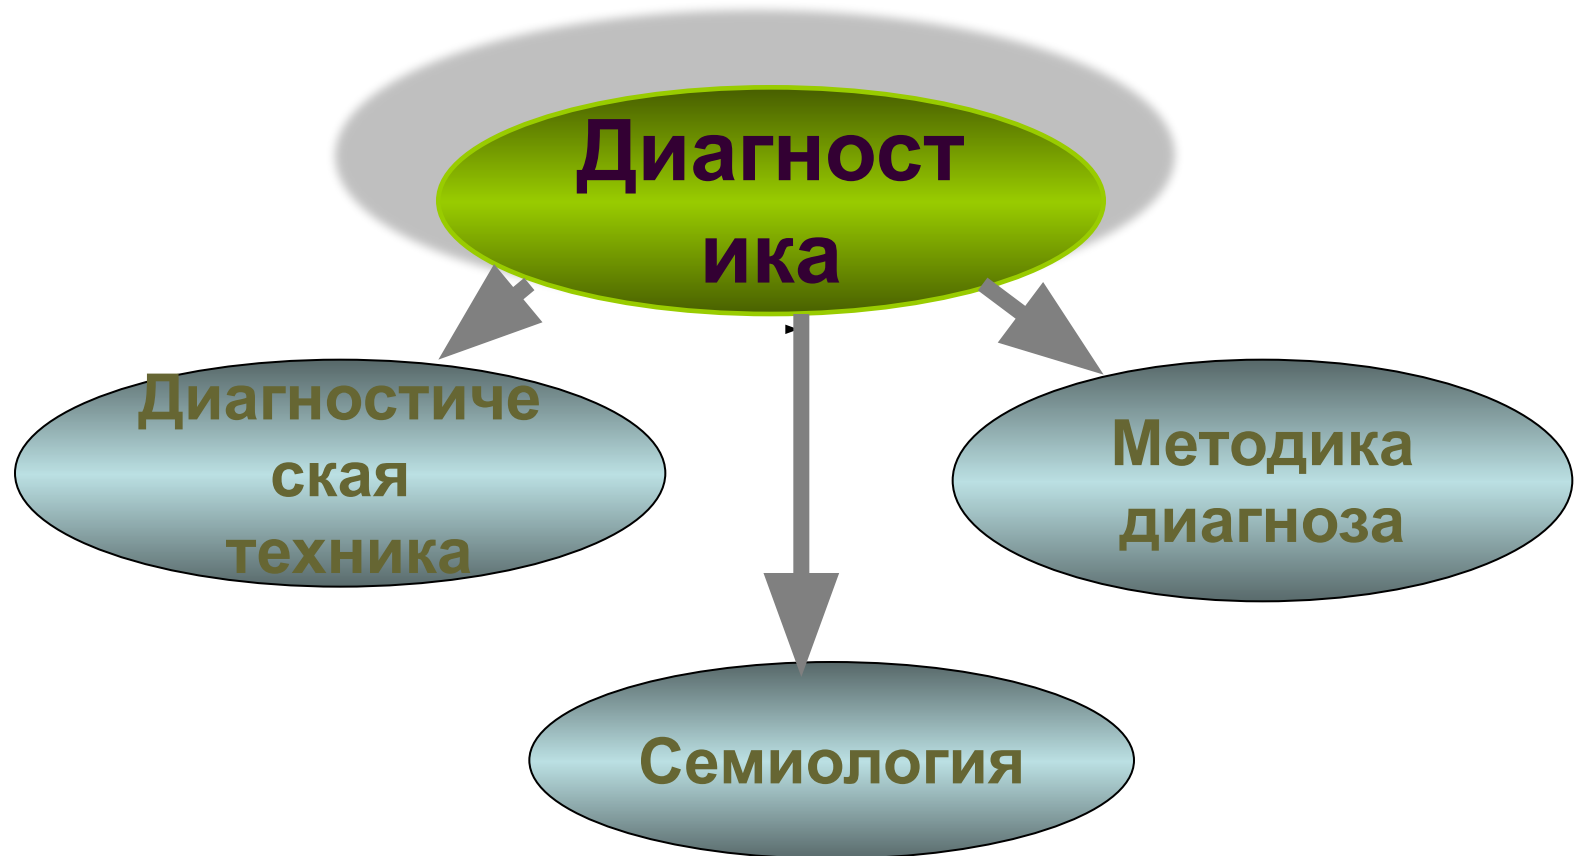 Диагност
ика
Диагностиче
ская
техника
Методика
диагноза
Семиология